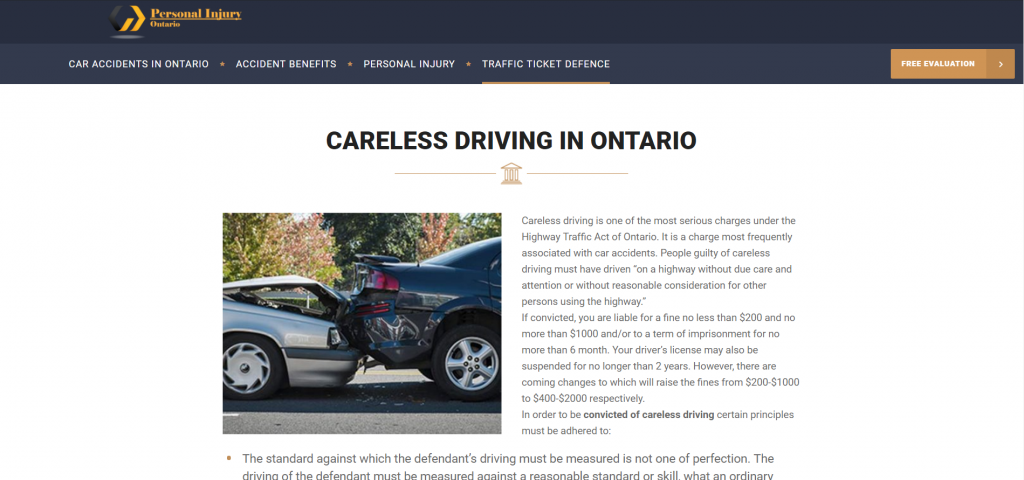 Personal Injury
Ontario
CAR ACCIDENTS IN ONTARIO ★ ACCIDENT BENEFITS ★ PERSONAL INJURY ★ TRAFFIC TICKET DEFENCE
FREE EVALUATION >
CARELESS DRIVING IN ONTARIO
Careless driving is one of the most serious charges under the
Highway Traffic Act of Ontario. It is a charge most frequently
associated with car accidents. People guilty of careless
driving must have driven “on a highway without due care and
attention or without reasonable consideration for other
persons using the highway.”
If convicted, you are liable for a fine no less than $200 and no
more than $1000 and/or to a term of imprisonment for no
more than 6 month. Your driver’s license may also be
suspended for no longer than 2 years. However, there are
coming changes to which will raise the fines from $200-$1000
to $400-$2000 respectively.
In order to be convicted of careless driving certain principles
must be adhered to:
▪ The standard against which the defendant’s driving must be measured is not one of perfection. The
driving of the defendant must be measured against a reasonable standard or skill, what an ordinary